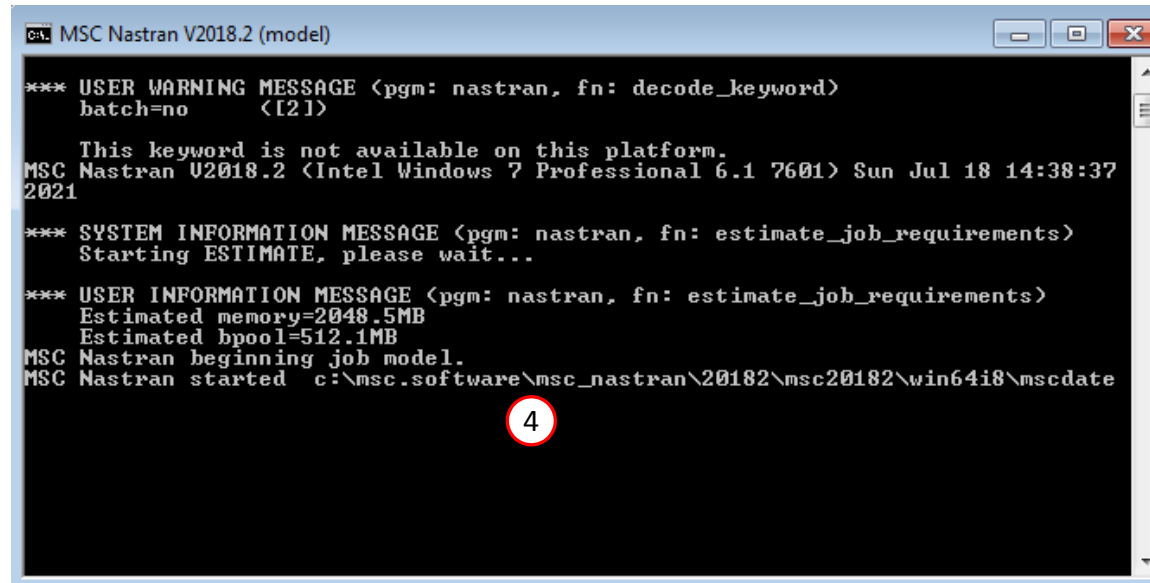 MSC Nastran V2018.2 (model)
*** USER WARNING MESSAGE (pgm: nastran, fn: decode_keyword)
batch=no      ([2])
This keyword is not available on this platform.
MSC Nastran V2018.2 (Intel Windows 7 Professional 6.1 7601) Sun Jul 18 14:38:37
2021
*** SYSTEM INFORMATION MESSAGE (pgm: nastran, fn: estimate_job_requirements)
Starting ESTIMATE, please wait...
*** USER INFORMATION MESSAGE (pgm: nastran, fn: estimate_job_requirements)
Estimated memory=2048.5MB
Estimated bpool=512.1MB
MSC Nastran beginning job model.
MSC Nastran started  c:\msc.software\msc_nastran\20182\msc20182\win64i8\mscdate
4